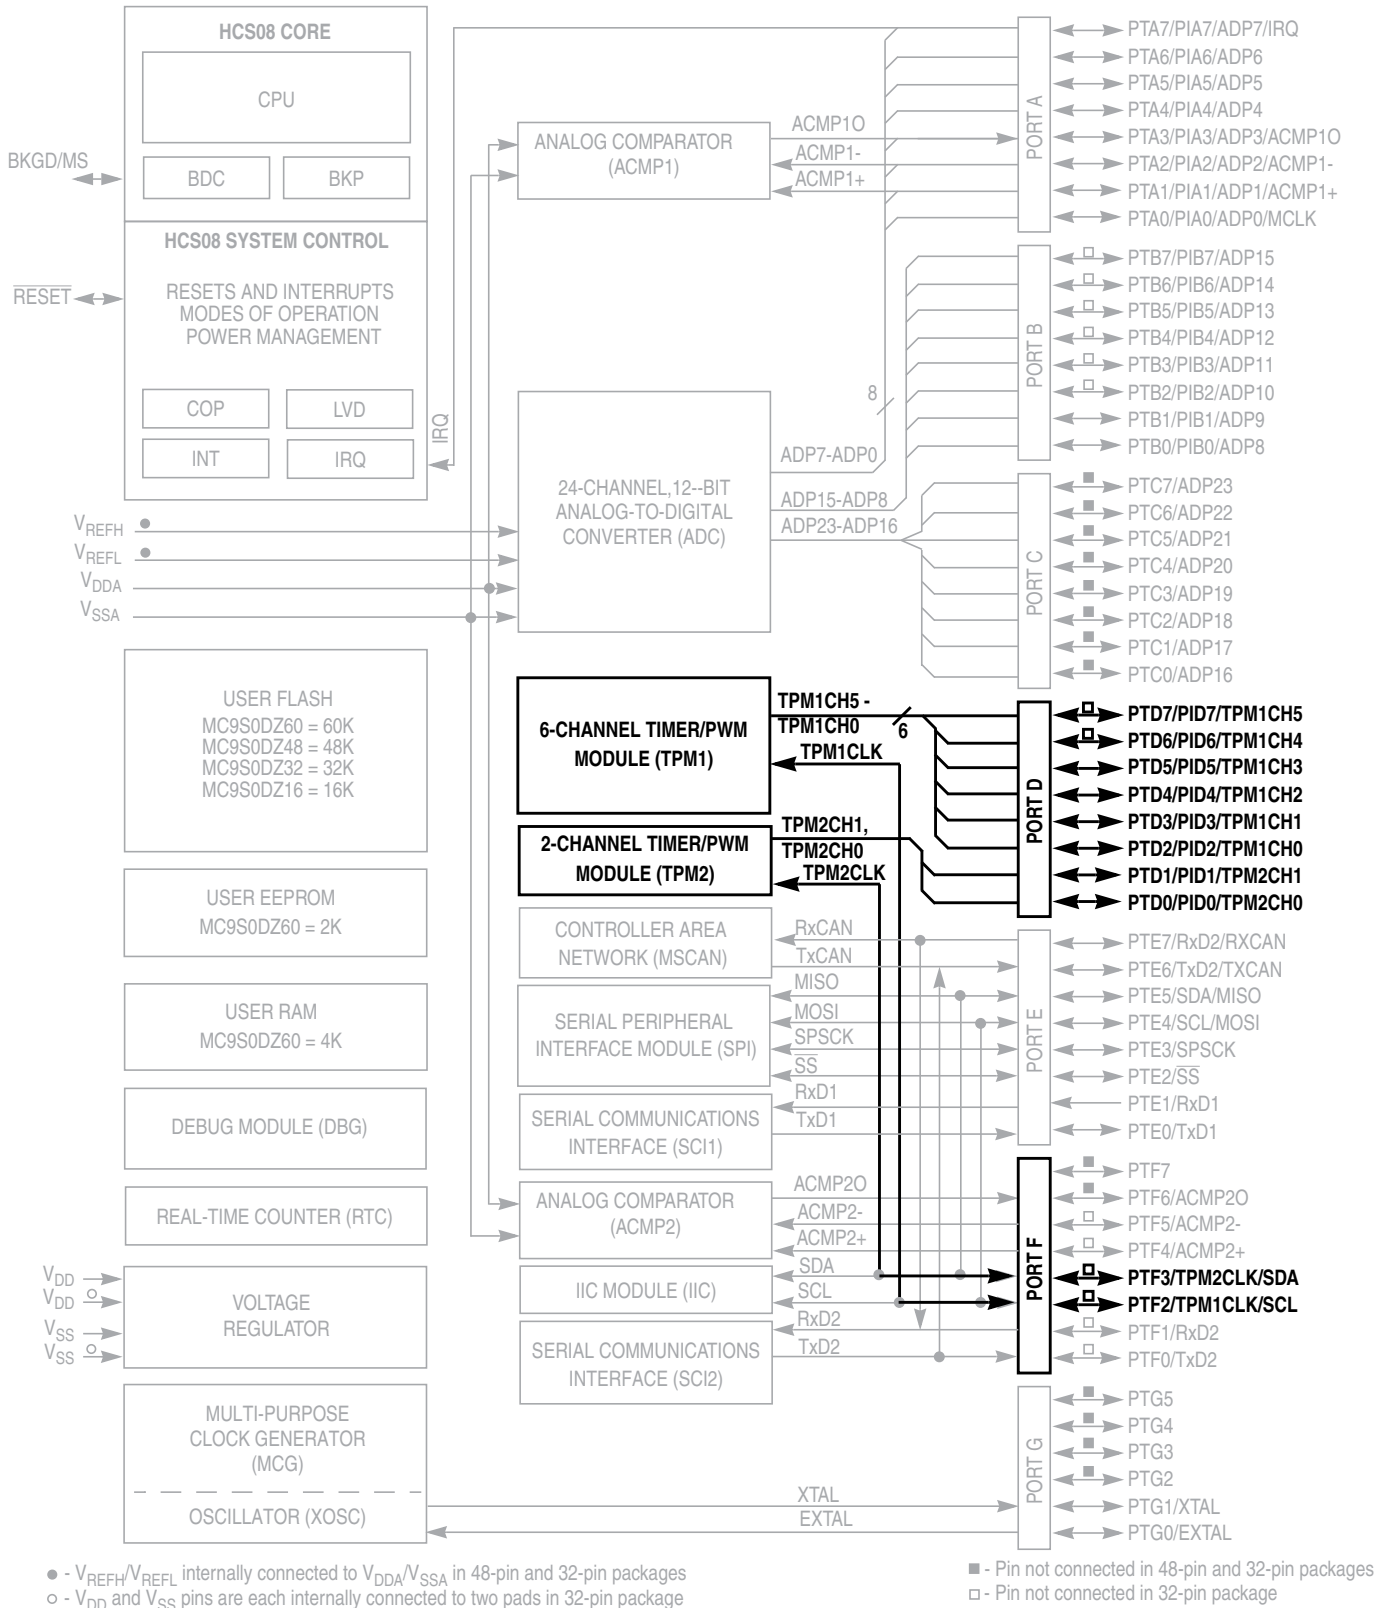 HCS08 CORE
CPU
BDC
BKP
BKGD/MS
HCS08 SYSTEM CONTROL
RESETS AND INTERRUPTS
MODES OF OPERATION
POWER MANAGEMENT
RESET
COP
LVD
INT
IRQ
IRQ
VREFH
VREFL
VDDA
VSSA
USER FLASH
MC9S0DZ60 = 60K
MC9S0DZ48 = 48K
MC9S0DZ32 = 32K
MC9S0DZ16 = 16K
USER EEPROM
MC9S0DZ60 = 2K
USER RAM
MC9S0DZ60 = 4K
DEBUG MODULE (DBG)
REAL-TIME COUNTER (RTC)
VDD
VDD
VSS
VSS
VOLTAGE
REGULATOR
MULTI-PURPOSE
CLOCK GENERATOR
(MCG)
OSCILLATOR (XOSC)
ANALOG COMPARATOR
(ACMP1)
ACMP1O
ACMP1-
ACMP1+
24-CHANNEL,12--BIT
ANALOG-TO-DIGITAL
CONVERTER (ADC)
8
ADP7-ADP0
ADP15-ADP8
ADP23-ADP16
6-CHANNEL TIMER/PWM
MODULE (TPM1)
TPM1CH5 -
TPM1CH0
6
TPM1CLK
2-CHANNEL TIMER/PWM
MODULE (TPM2)
TPM2CH1,
TPM2CH0
TPM2CLK
CONTROLLER AREA
NETWORK (MSCAN)
RxCAN
TxCAN
SERIAL PERIPHERAL
INTERFACE MODULE (SPI)
MISO
MOSI
SPSCK
SS
SERIAL COMMUNICATIONS
INTERFACE (SCI1)
RxD1
TxD1
ANALOG COMPARATOR
(ACMP2)
ACMP2O
ACMP2-
ACMP2+
IIC MODULE (IIC)
SDA
SCL
SERIAL COMMUNICATIONS
INTERFACE (SCI2)
RxD2
TxD2
XTAL
EXTAL
PORT A
PTA7/PIA7/ADP7/IRQ
PTA6/PIA6/ADP6
PTA5/PIA5/ADP5
PTA4/PIA4/ADP4
PTA3/PIA3/ADP3/ACMP1O
PTA2/PIA2/ADP2/ACMP1-
PTA1/PIA1/ADP1/ACMP1+
PTA0/PIA0/ADP0/MCLK
PORT B
PTB7/PIB7/ADP15
PTB6/PIB6/ADP14
PTB5/PIB5/ADP13
PTB4/PIB4/ADP12
PTB3/PIB3/ADP11
PTB2/PIB2/ADP10
PTB1/PIB1/ADP9
PTB0/PIB0/ADP8
PORT C
PTC7/ADP23
PTC6/ADP22
PTC5/ADP21
PTC4/ADP20
PTC3/ADP19
PTC2/ADP18
PTC1/ADP17
PTC0/ADP16
PORT D
PTD7/PID7/TPM1CH5
PTD6/PID6/TPM1CH4
PTD5/PID5/TPM1CH3
PTD4/PID4/TPM1CH2
PTD3/PID3/TPM1CH1
PTD2/PID2/TPM1CH0
PTD1/PID1/TPM2CH1
PTD0/PID0/TPM2CH0
PORT E
PTE7/RxD2/RXCAN
PTE6/TxD2/TXCAN
PTE5/SDA/MISO
PTE4/SCL/MOSI
PTE3/SPSCK
PTE2/SS
PTE1/RxD1
PTE0/TxD1
PORT F
PTF7
PTF6/ACMP2O
PTF5/ACMP2-
PTF4/ACMP2+
PTF3/TPM2CLK/SDA
PTF2/TPM1CLK/SCL
PTF1/RxD2
PTF0/TxD2
PORT G
PTG5
PTG4
PTG3
PTG2
PTG1/XTAL
PTG0/EXTAL
● - VREFH/VREFL internally connected to VDDA/VSSA in 48-pin and 32-pin packages
○ - VDD and VSS pins are each internally connected to two pads in 32-pin package
■ - Pin not connected in 48-pin and 32-pin packages
□ - Pin not connected in 32-pin package